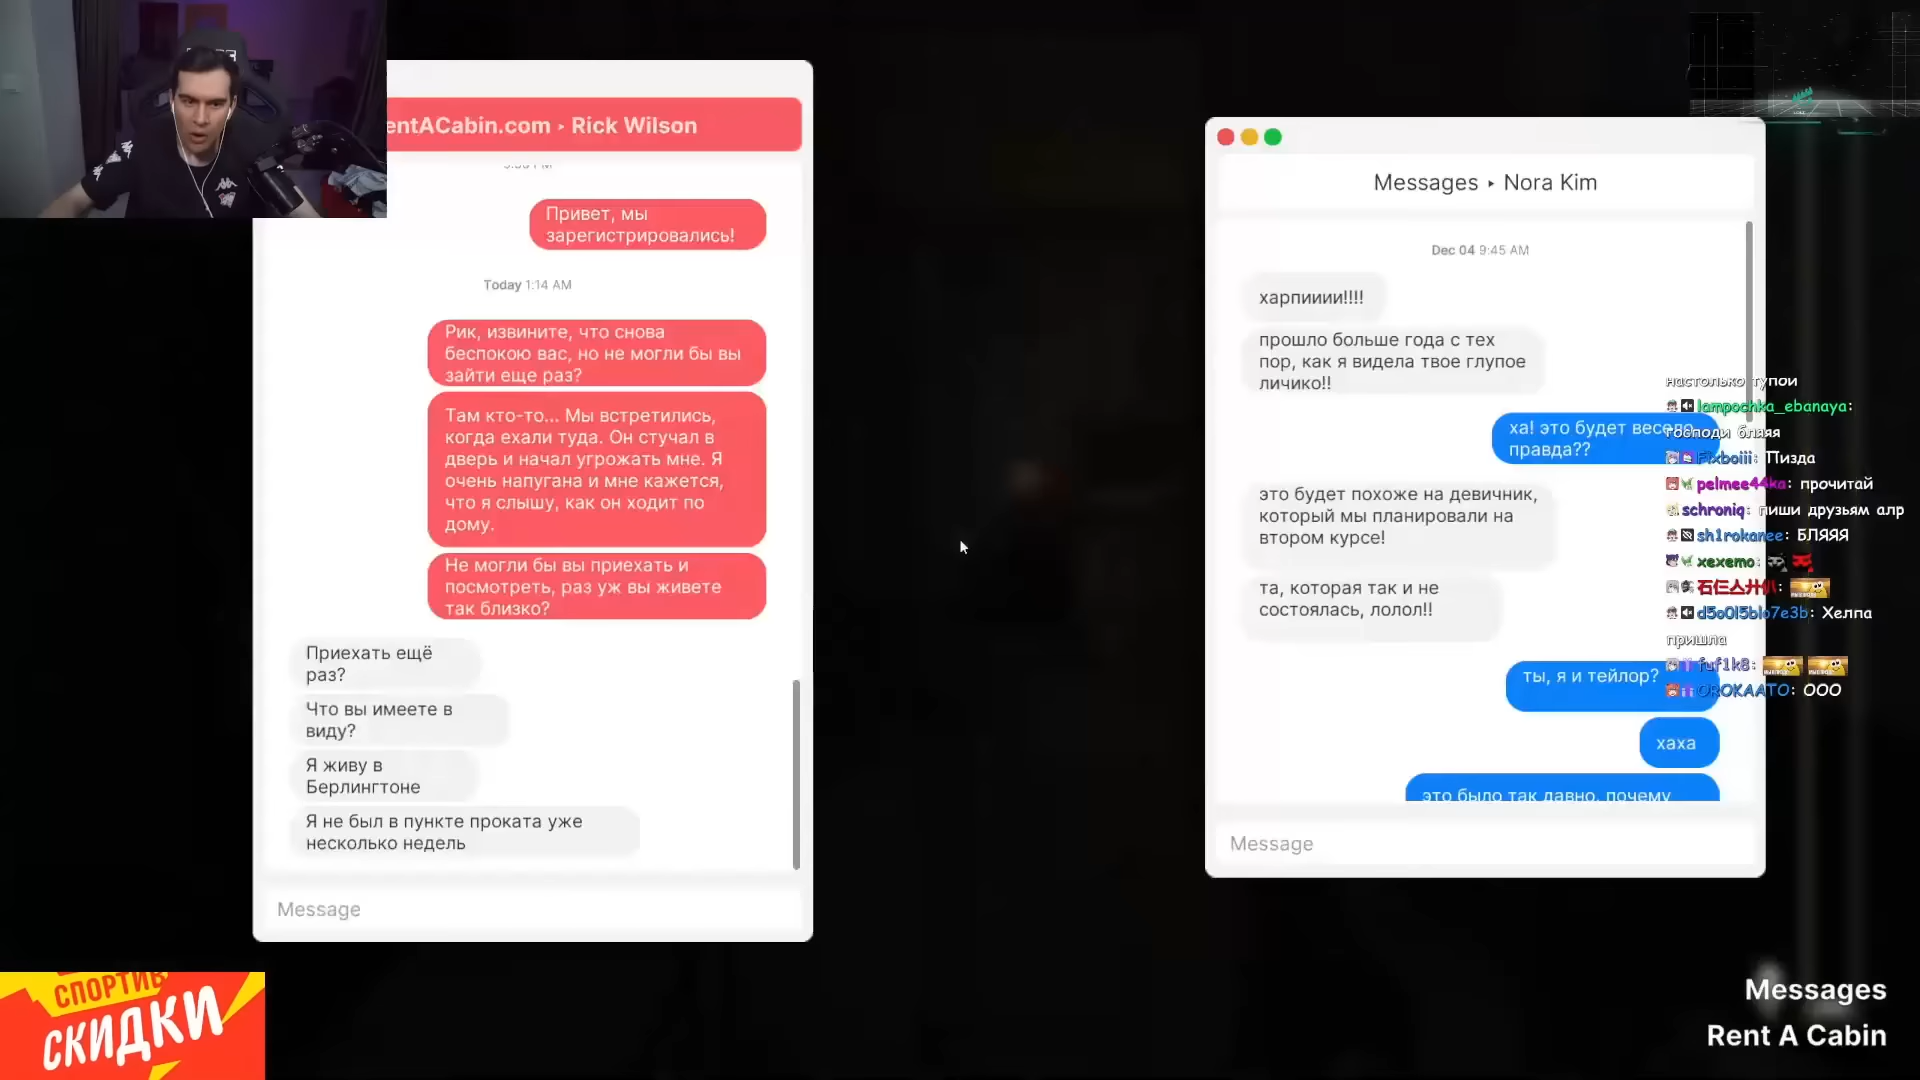 entACabin.com ▸ Rick Wilson
Привет, мы
зарегистрировались!
Today 1:14 AM
Рик, извините, что снова
беспокою вас, но не могли бы вы
зайти еще раз?
Там кто-то... Мы встретились,
когда ехали туда. Он стучал в
дверь и начал угрожать мне. Я
очень напугана и мне кажется,
что я слышу, как он ходит по
дому.
Не могли бы вы приехать и
посмотреть, раз уж вы живете
так близко?
Приехать ещё
раз?
Что вы имеете в
виду?
Я живу в
Берлингтоне
Я не был в пункте проката уже
несколько недель
Message
Messages ▸ Nora Kim
Dec 04 9:45 AM
харпииии!!!!
прошло больше года с тех
пор, как я видела твое глупое
личико!!
ха! это будет весело
правда??
это будет похоже на девичник,
который мы планировали на
втором курсе!
та, которая так и не
состоялась, лолол!!
ты, я и тейлор?
хаха
это было так давно, почему
Message
настолько тупой
lampochka_ebanaya:
господи бляяя
Пизда
pelmee44ka: прочитай
schroniq: пиши друзьям алр
sh1rokanee: БЛЯЯЯ
xexemo:
d5o0l5blo7e3b: Хелпа
пришла
fuf1k8:
OROKAATO: ООО
СПОРТИВ
СКИДКИ
Messages
Rent A Cabin